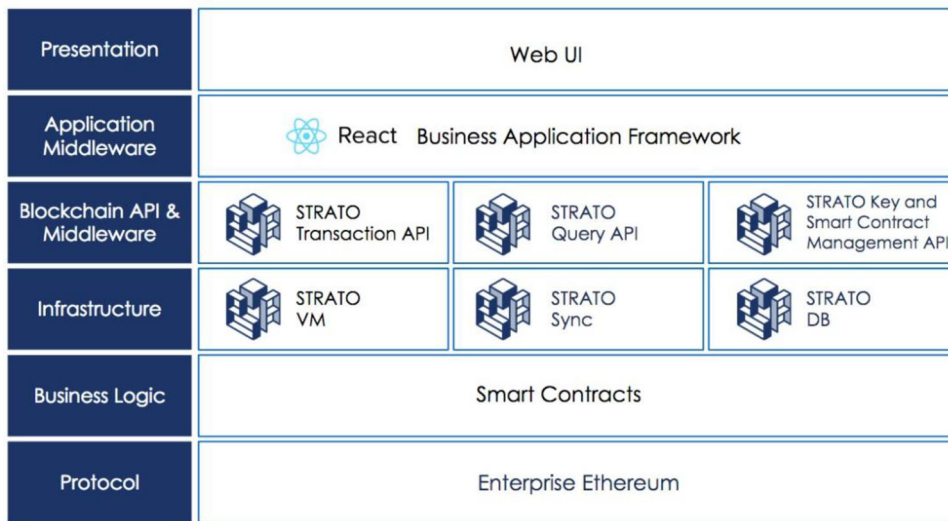 Presentation
Web UI
Application
Middleware
React Business Application Framework
Blockchain API &
Middleware
STRATO
Transaction API
STRATO
Query API
STRATO Key and
Smart Contract
Management API
Infrastructure
STRATO
VM
STRATO
Sync
STRATO
DB
Business Logic
Smart Contracts
Protocol
Enterprise Ethereum